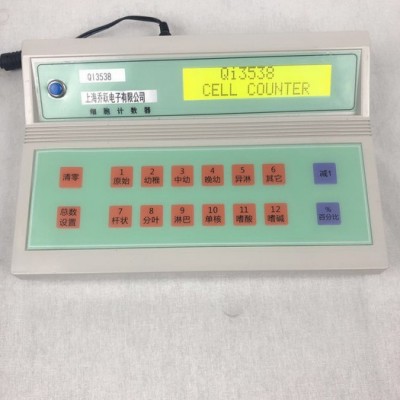 Qi3538
Qi3538
CELL COUNTER
上海乔跃电子有限公司
细胞计数器
清零
1
原始
2
幼粒
3
中幼
4
晚幼
5
异淋
6
其它
减1
总数
设置
7
杆状
8
分叶
9
淋巴
10
单核
11
嗜酸
12
嗜碱
%
百分比